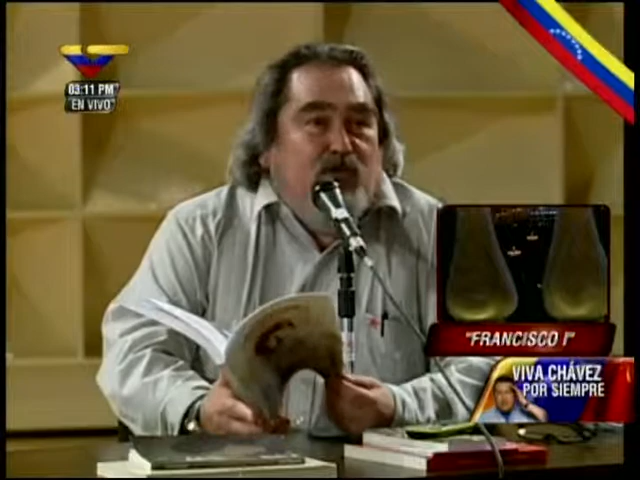 03:11 PM
EN VIVO
"FRANCISCO I"
VIVA CHÁVEZ
POR SIEMPRE